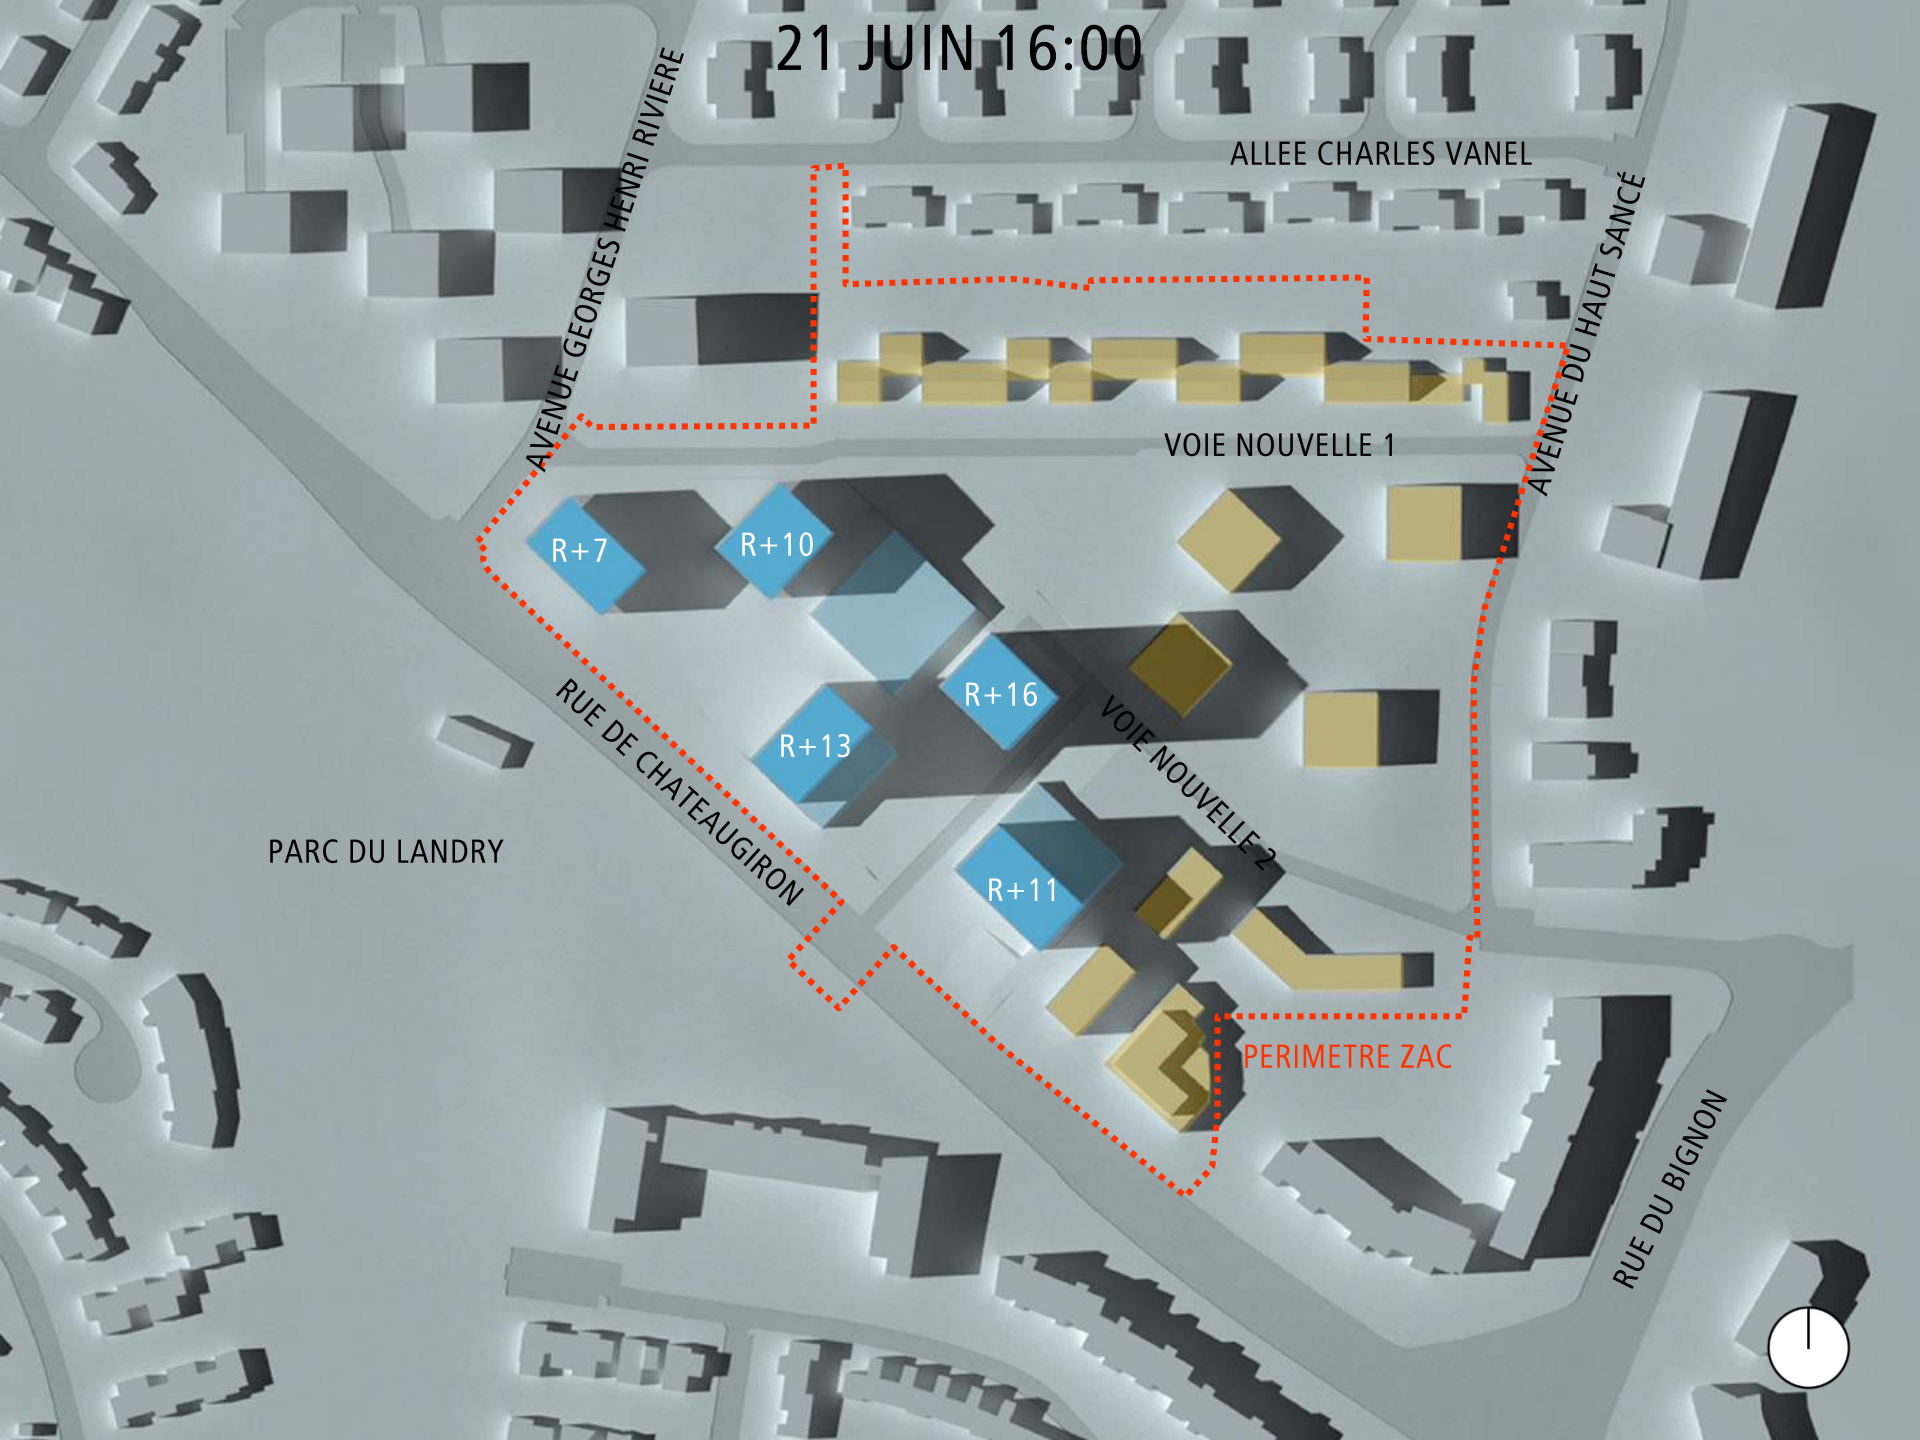 21 JUIN 16:00
AVENUE GEORGES HENRI RIVIERE
ALLEE CHARLES VANEL
AVENUE DU HAUT SANCÉ
VOIE NOUVELLE 1
R+7
R+10
R+16
R+13
VOIE NOUVELLE 2
RUE DE CHATEAUGIRON
PARC DU LANDRY
R+11
PERIMETRE ZAC
RUE DU BIGNON